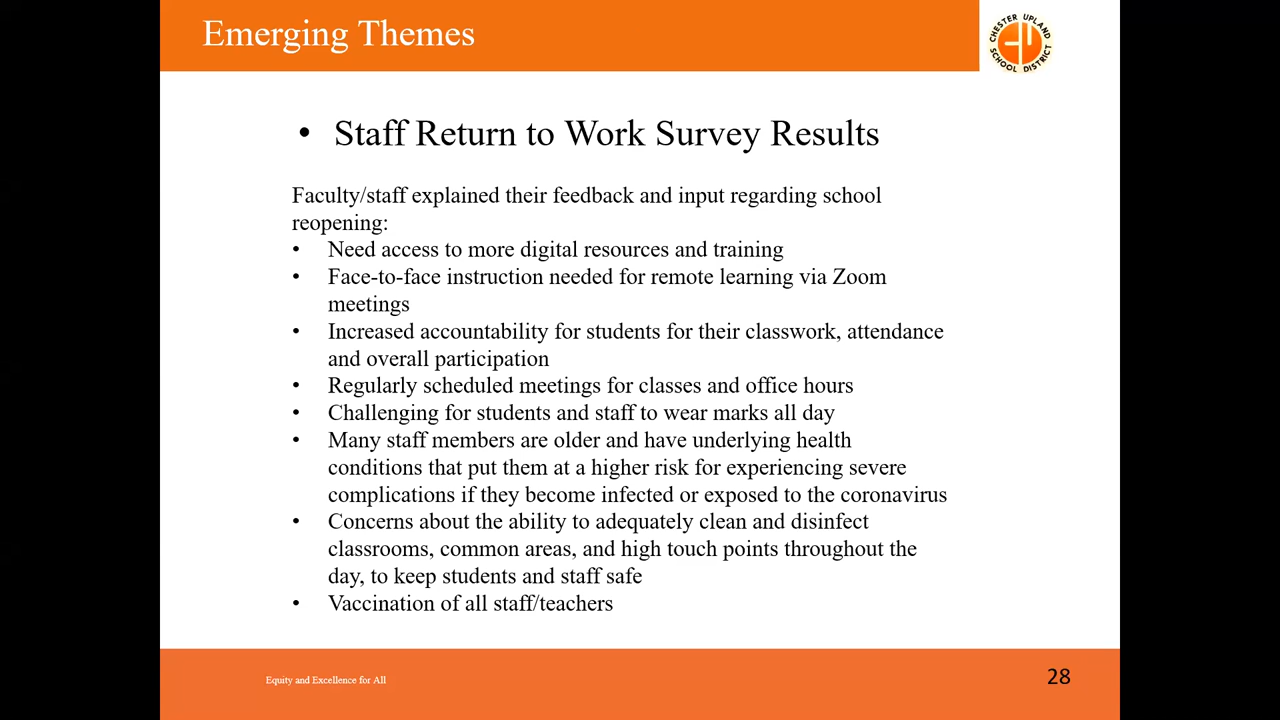 Emerging Themes
CHESTER UPLAND
SCHOOL DISTRICT
• Staff Return to Work Survey Results
Faculty/staff explained their feedback and input regarding school
reopening:
• Need access to more digital resources and training
• Face-to-face instruction needed for remote learning via Zoom
meetings
• Increased accountability for students for their classwork, attendance
and overall participation
• Regularly scheduled meetings for classes and office hours
• Challenging for students and staff to wear marks all day
• Many staff members are older and have underlying health
conditions that put them at a higher risk for experiencing severe
complications if they become infected or exposed to the coronavirus
• Concerns about the ability to adequately clean and disinfect
classrooms, common areas, and high touch points throughout the
day, to keep students and staff safe
• Vaccination of all staff/teachers
Equity and Excellence for All
28